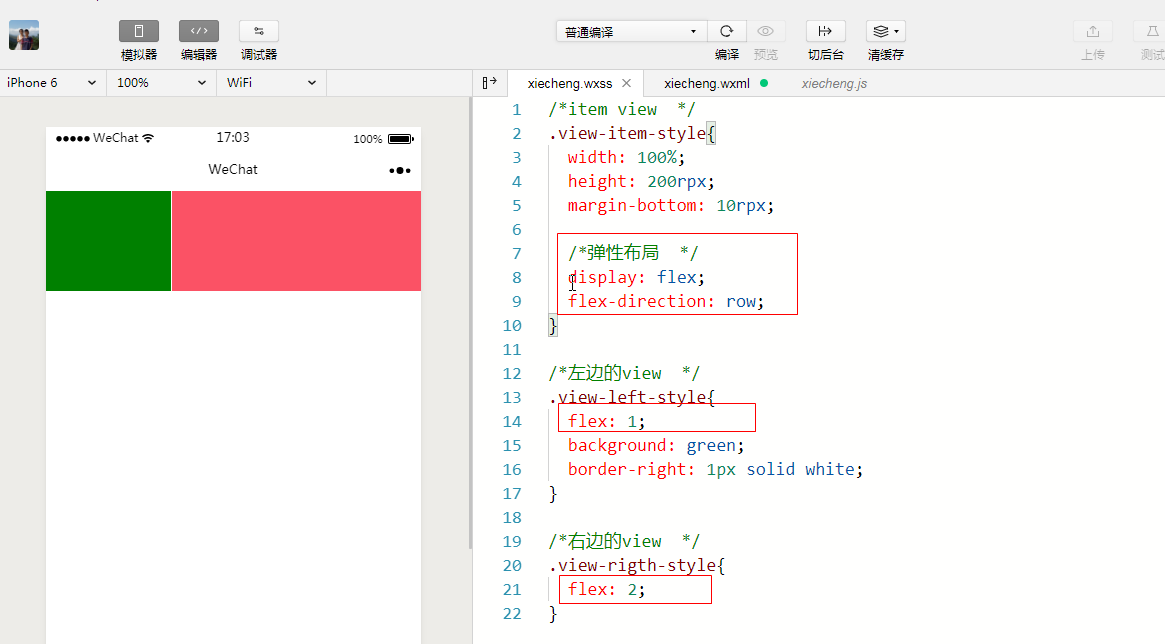 普通编译
模拟器 编辑器 调试器 编译 预览 切后台 清缓存 上传 测试
iPhone 6 100% WiFi xiecheng.wxss xiecheng.wxml xiecheng.js
WeChat 17:03 100%
WeChat
1 /*item view */
2 .view-item-style{
3 width: 100%;
4 height: 200rpx;
5 margin-bottom: 10rpx;
6
7 /*弹性布局 */
8 display: flex;
9 flex-direction: row;
10 }
11
12 /*左边的view */
13 .view-left-style{
14 flex: 1;
15 background: green;
16 border-right: 1px solid white;
17 }
18
19 /*右边的view */
20 .view-rigth-style{
21 flex: 2;
22 }